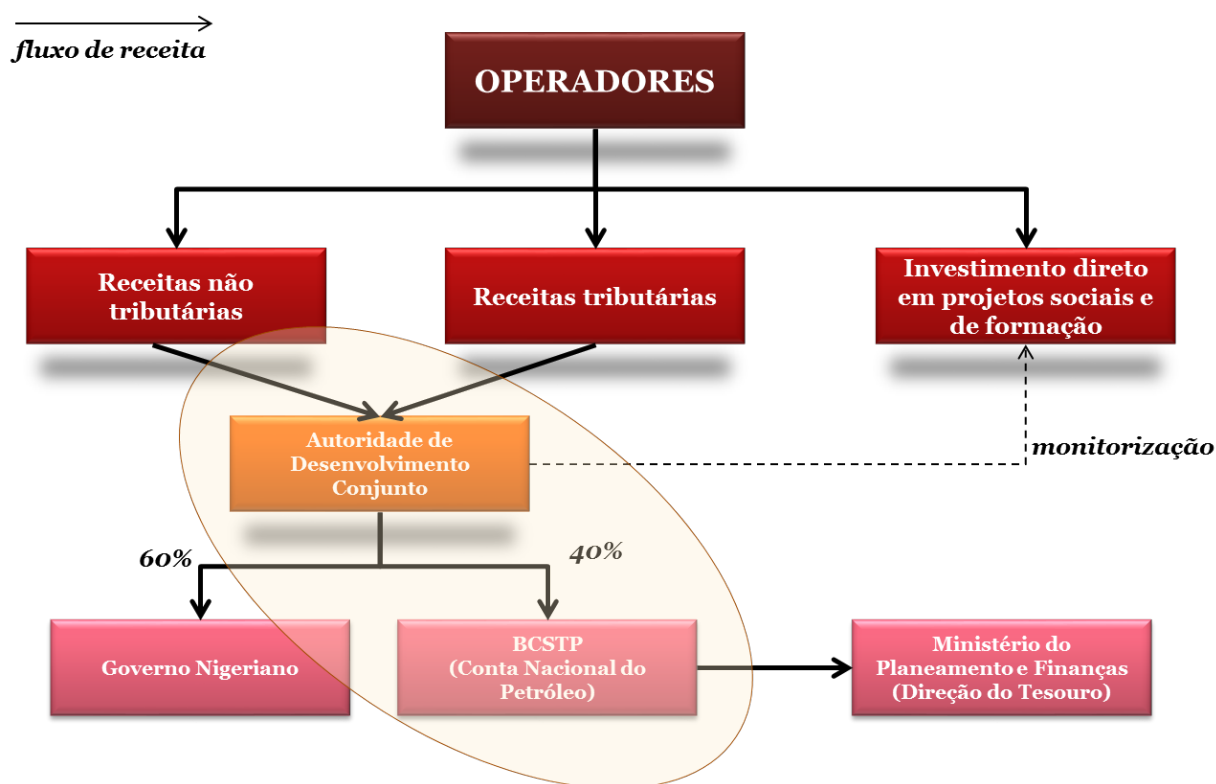 fluxo de receita
OPERADORES
Receitas não
tributárias
Receitas tributárias
Investimento direto
em projetos sociais e
de formação
Autoridade de
Desenvolvimento
Conjunto
monitorização
60%
40%
Governo Nigeriano
BCSTP
(Conta Nacional do
Petróleo)
Ministério do
Planeamento e Finanças
(Direção do Tesouro)